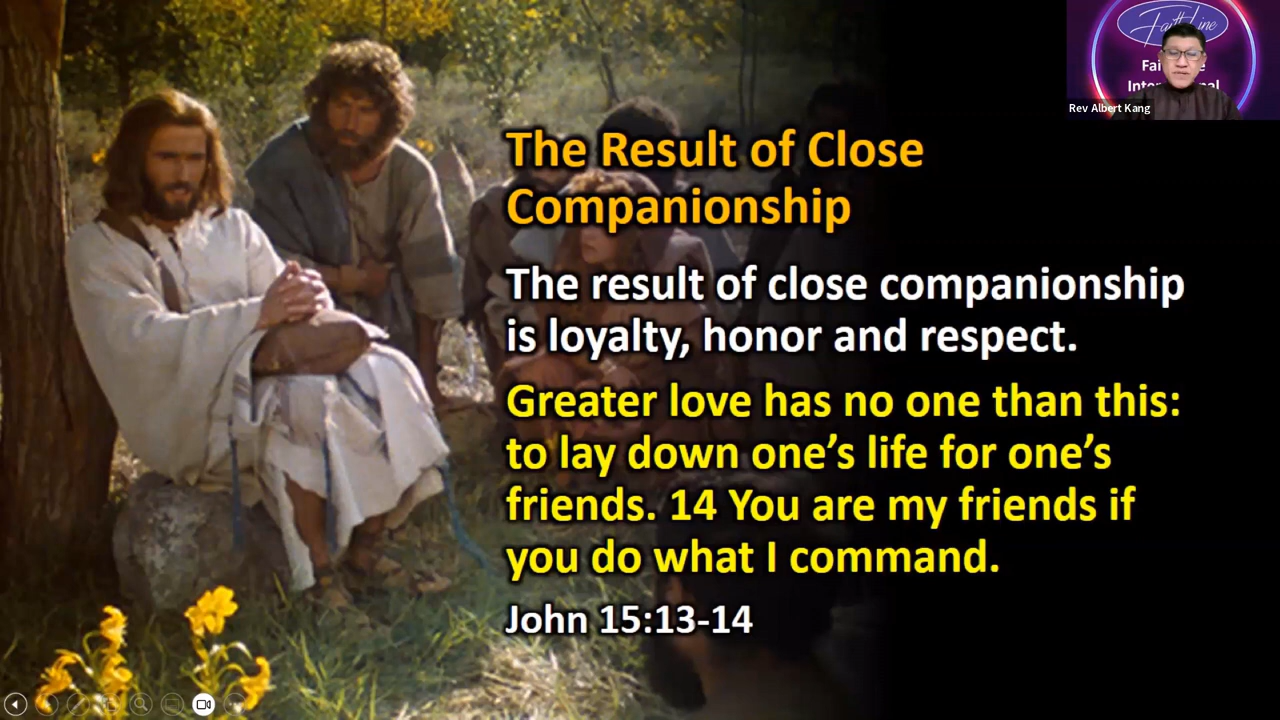 The Result of Close
Companionship
The result of close companionship
is loyalty, honor and respect.
Greater love has no one than this:
to lay down one’s life for one’s
friends. 14 You are my friends if
you do what I command.
John 15:13-14
FaithLine
Rev Albert Kang